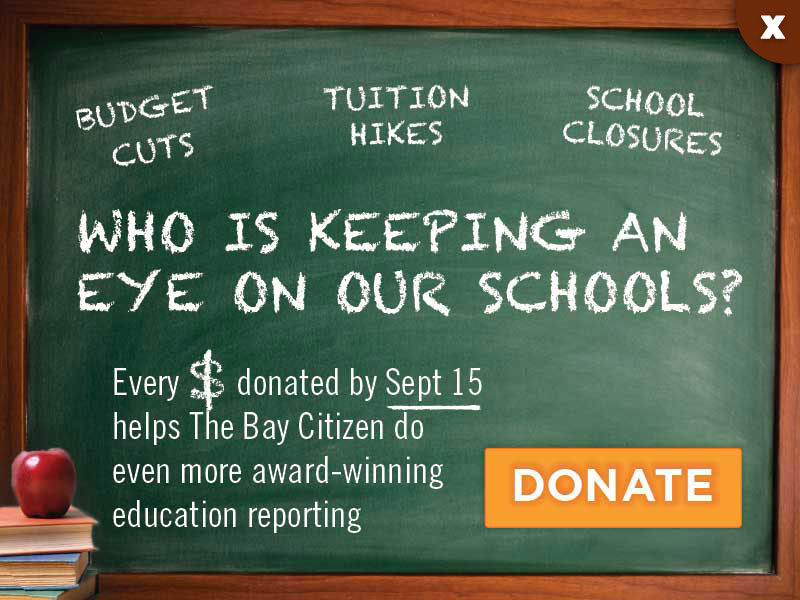 X
BUDGET
CUTS
TUITION
HIKES
SCHOOL
CLOSURES
WHO IS KEEPING AN
EYE ON OUR SCHOOLS?
Every $ donated by Sept 15
helps The Bay Citizen do
even more award-winning
education reporting
DONATE